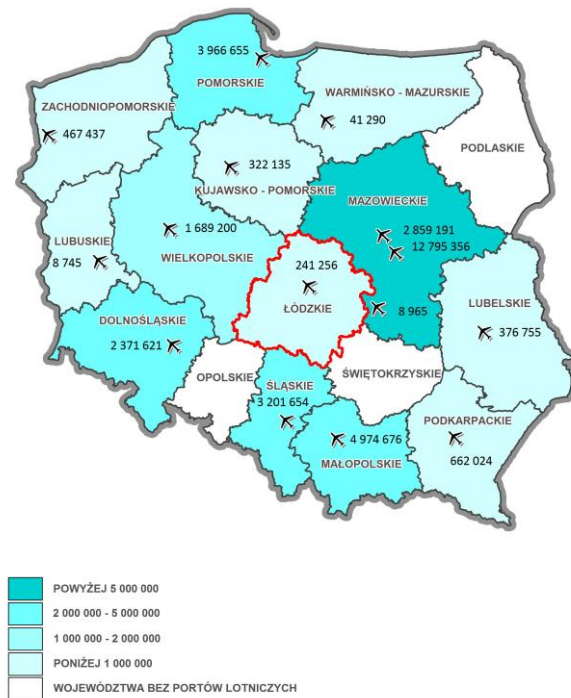 3 966 655
POMORSKIE
ZACHODNIOPOMORSKIE
467 437
WARMIŃSKO - MAZURSKIE
41 290
PODLASKIE
322 135
KUJAWSKO - POMORSKIE
MAZOWIECKIE
2 859 191
12 795 356
8 965
1 689 200
WIELKOPOLSKIE
LUBUSKIE
8 745
241 256
ŁÓDZKIE
LUBELSKIE
376 755
DOLNOŚLĄSKIE
2 371 621
OPOLSKIE
ŚLĄSKIE
3 201 654
ŚWIĘTOKRZYSKIE
4 974 676
MAŁOPOLSKIE
PODKARPACKIE
662 024
POWYŻEJ 5 000 000
2 000 000 - 5 000 000
1 000 000 - 2 000 000
PONIŻEJ 1 000 000
WOJEWÓDZTWA BEZ PORTÓW LOTNICZYCH